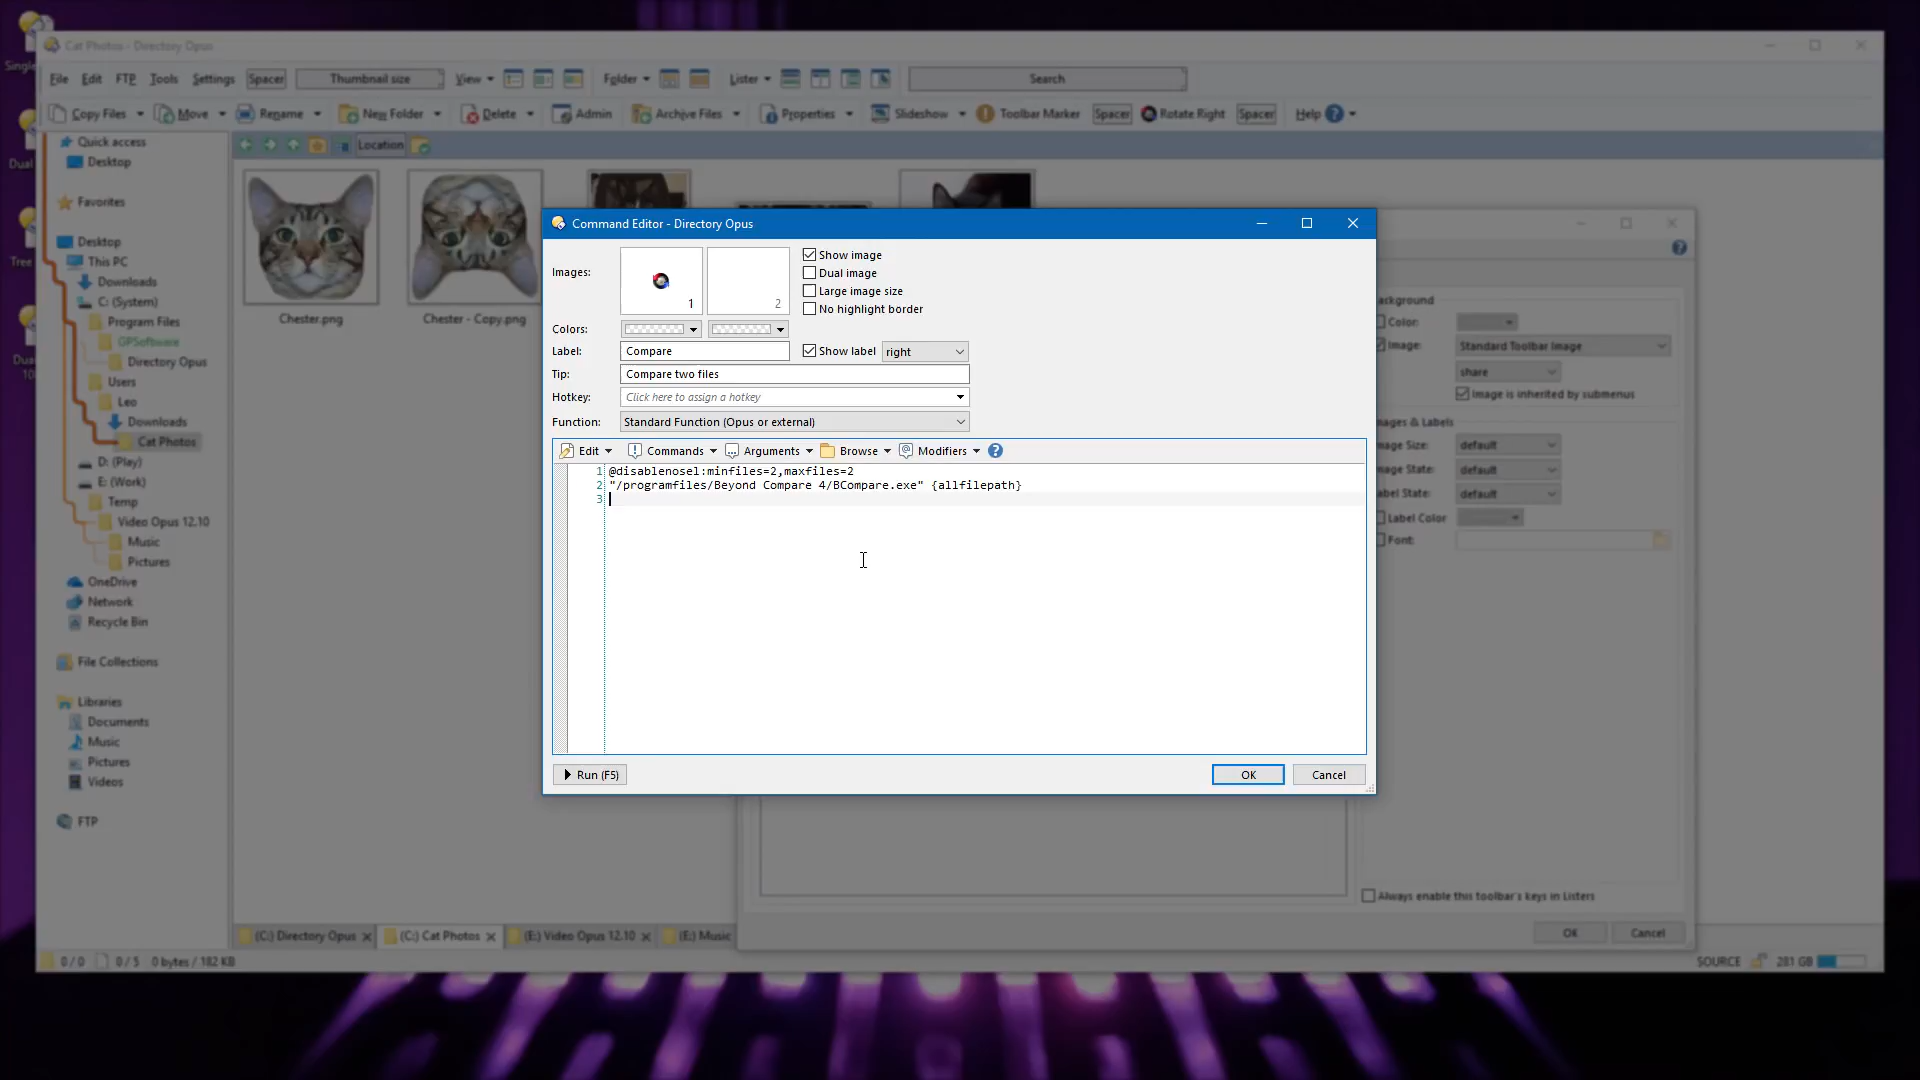 Cat Photos - Directory Opus
File Edit FTP Tools Settings Spacer Thumbnail size View Folder Lister Search
Copy Files Move Rename New Folder Delete Admin Archive Files Properties Slideshow Toolbar Marker Spacer Rotate Right Spacer Help
Quick access
Desktop
Favorites
Desktop
This PC
Downloads
C: (System)
Program Files
GPSoftware
Directory Opus
Users
Leo
Downloads
Cat Photos
D: (Play)
E: (Work)
Temp
Video Opus 12.10
Music
Pictures
OneDrive
Network
Recycle Bin
File Collections
Libraries
Documents
Music
Pictures
Videos
FTP
Location
Chester.png
Chester - Copy.png
Command Editor - Directory Opus
Images:
1
2
Show image
Dual image
Large image size
No highlight border
Colors:
Label: Compare Show label right
Tip: Compare two files
Hotkey: Click here to assign a hotkey
Function: Standard Function (Opus or external)
Edit Commands Arguments Browse Modifiers
1 @disablenosel:minfiles=2,maxfiles=2
2 "/programfiles/Beyond Compare 4/BCompare.exe" {allfilepath}
3
Run (F5) OK Cancel
Color:
Image: Standard Toolbar Image
share
Image is inherited by submenus
default
default
default
Label Color
Font:
Always enable this toolbar's keys in Listers
OK Cancel
(C:) Directory Opus (C:) Cat Photos (E:) Video Opus 12.10 (E:) Music
0 / 0 0 / 5 0 bytes / 182 KB SOURCE 281 GB